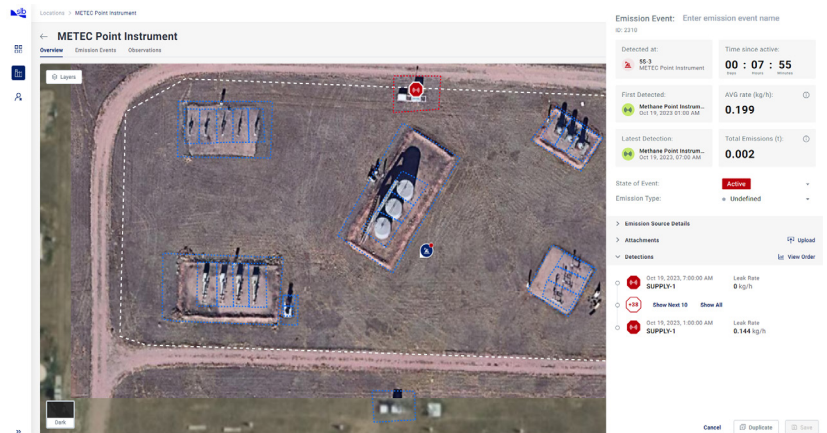 slb
Locations > METEC Point Instrument
← METEC Point Instrument
Overview Emission Events Observations
Layers
Dark
Emission Event: Enter emission event name
ID: 2310
Detected at:
5S-3
METEC Point Instrument
Time since active:
00 : 07 : 55
Days Hours Minutes
First Detected:
Methane Point Instrum...
Oct 19, 2023 01:00 AM
AVG rate (kg/h):
0.199
Latest Detection:
Methane Point Instrum...
Oct 19, 2023, 07:00 AM
Total Emissions (t):
0.002
State of Event: Active
Emission Type: Undefined
> Emission Source Details
> Attachments Upload
Detections View Order
Oct 19, 2023, 7:00:00 AM Leak Rate
SUPPLY-1 0 kg/h
+38 Show Next 10 Show All
Oct 19, 2023, 1:00:00 AM Leak Rate
SUPPLY-1 0.144 kg/h
Cancel Duplicate Save